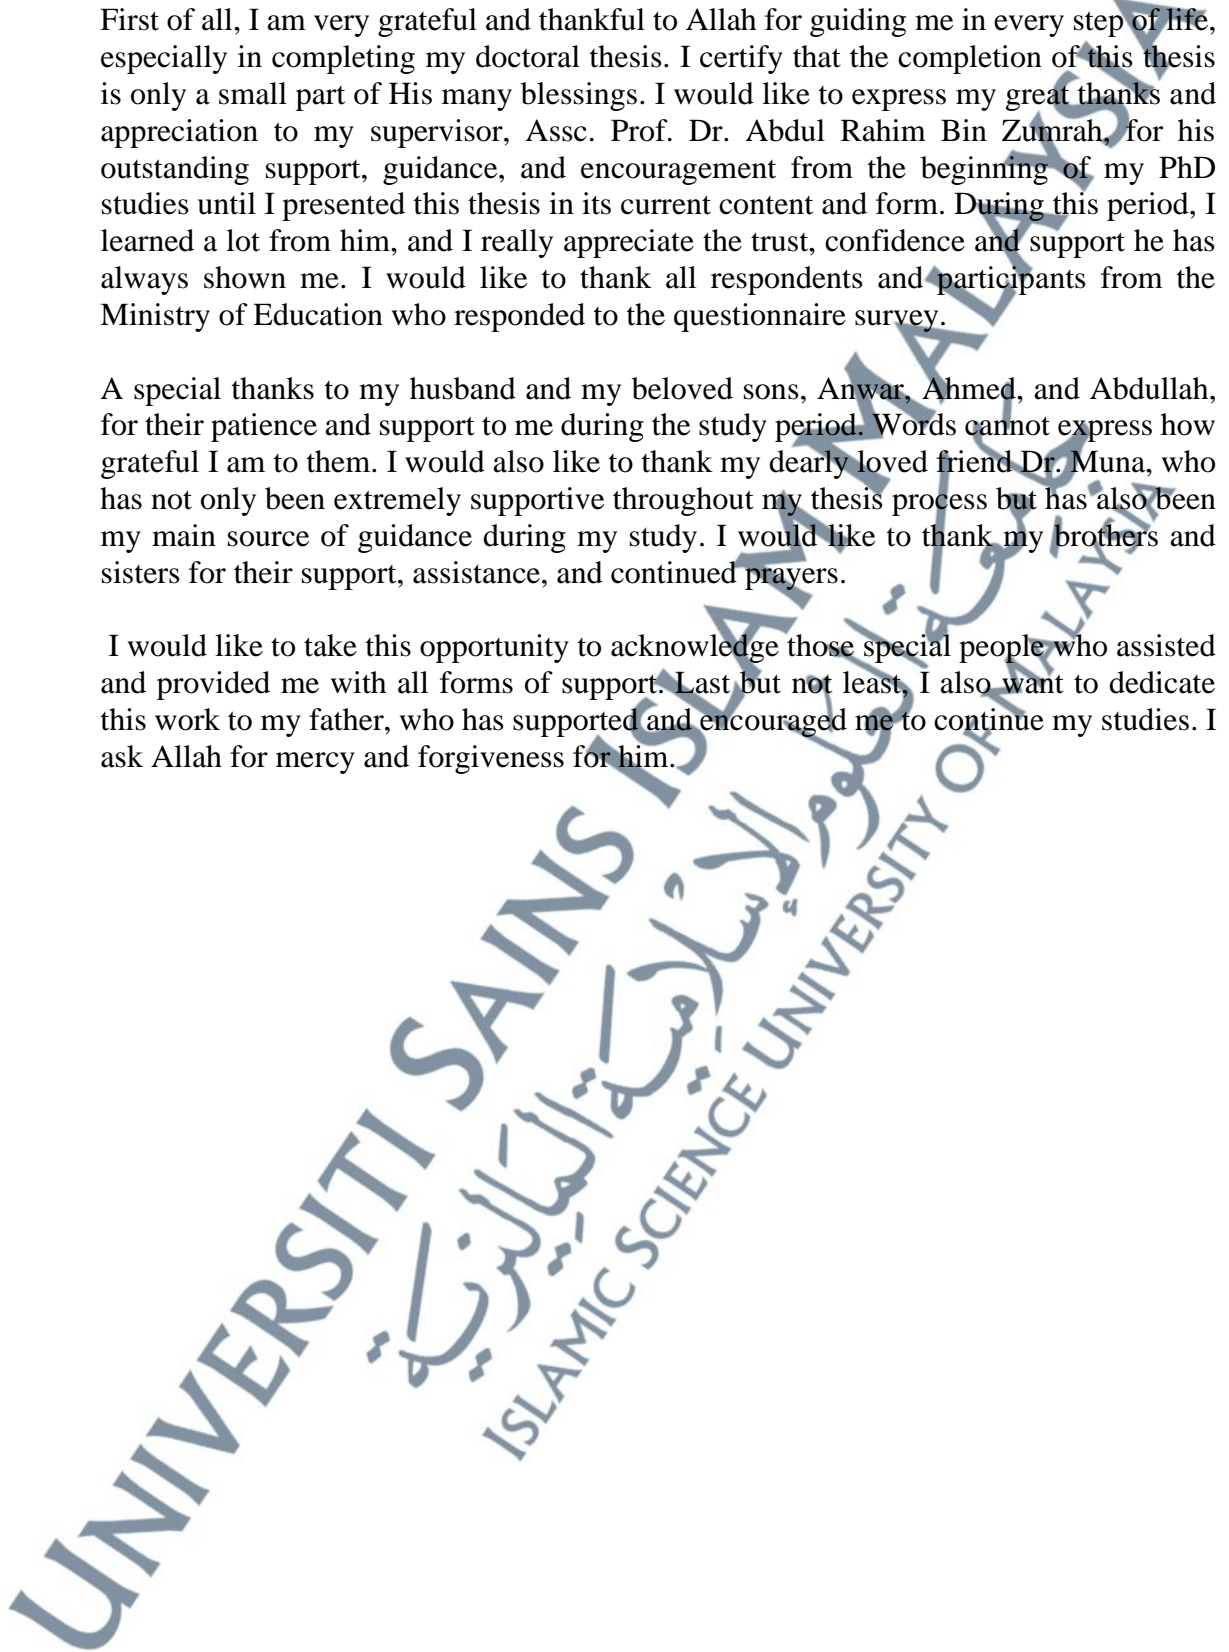 First of all, I am very grateful and thankful to Allah for guiding me in every step of life,
especially in completing my doctoral thesis. I certify that the completion of this thesis
is only a small part of His many blessings. I would like to express my great thanks and
appreciation to my supervisor, Assc. Prof. Dr. Abdul Rahim Bin Zumrah, for his
outstanding support, guidance, and encouragement from the beginning of my PhD
studies until I presented this thesis in its current content and form. During this period, I
learned a lot from him, and I really appreciate the trust, confidence and support he has
always shown me. I would like to thank all respondents and participants from the
Ministry of Education who responded to the questionnaire survey.
A special thanks to my husband and my beloved sons, Anwar, Ahmed, and Abdullah,
for their patience and support to me during the study period. Words cannot express how
grateful I am to them. I would also like to thank my dearly loved friend Dr. Muna, who
has not only been extremely supportive throughout my thesis process but has also been
my main source of guidance during my study. I would like to thank my brothers and
sisters for their support, assistance, and continued prayers.
I would like to take this opportunity to acknowledge those special people who assisted
and provided me with all forms of support. Last but not least, I also want to dedicate
this work to my father, who has supported and encouraged me to continue my studies. I
ask Allah for mercy and forgiveness for him.
UNIVERSITI SAINS ISLAM MALAYSIA
جامعة العلوم الإسلامية الماليزية
ISLAMIC SCIENCE UNIVERSITY OF MALAYSIA